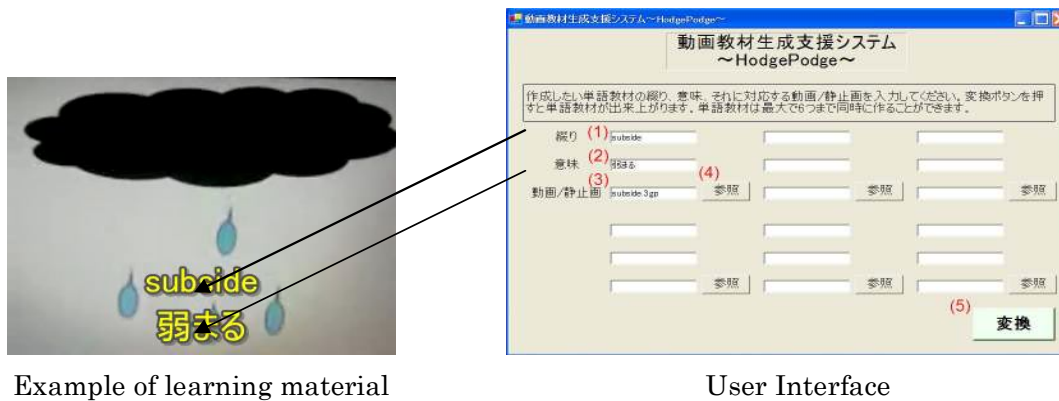 動画教材生成支援システム~HodgePodge~
動画教材生成支援システム
~HodgePodge~
作成したい単語教材の綴り、意味、それに対応する動画/静止画を入力してください。変換ボタンを押
すと単語教材が出来上がります。単語教材は最大で6つまで同時に作ることができます。
綴り (1) subside
意味 (2) 弱まる
動画/静止画 (3) subside.3gp (4) 参照 参照 参照
参照 参照 参照
(5) 変換
subside
弱まる
Example of learning material
User Interface